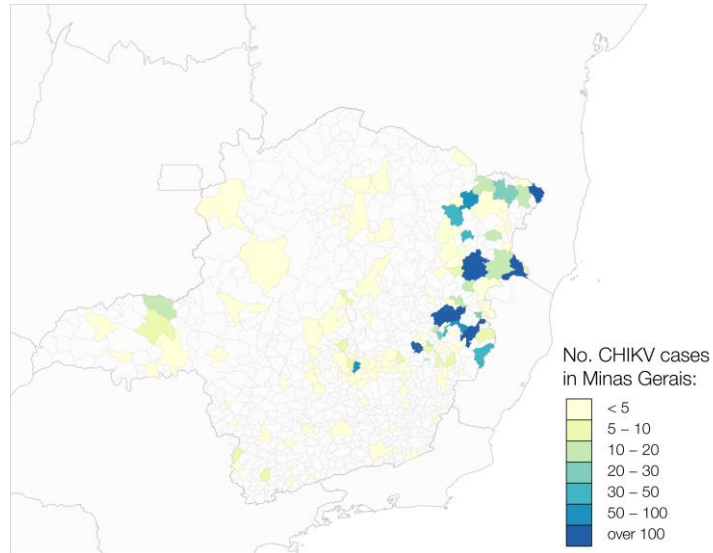 No. CHIKV cases
in Minas Gerais:
< 5
5 – 10
10 – 20
20 – 30
30 – 50
50 – 100
over 100